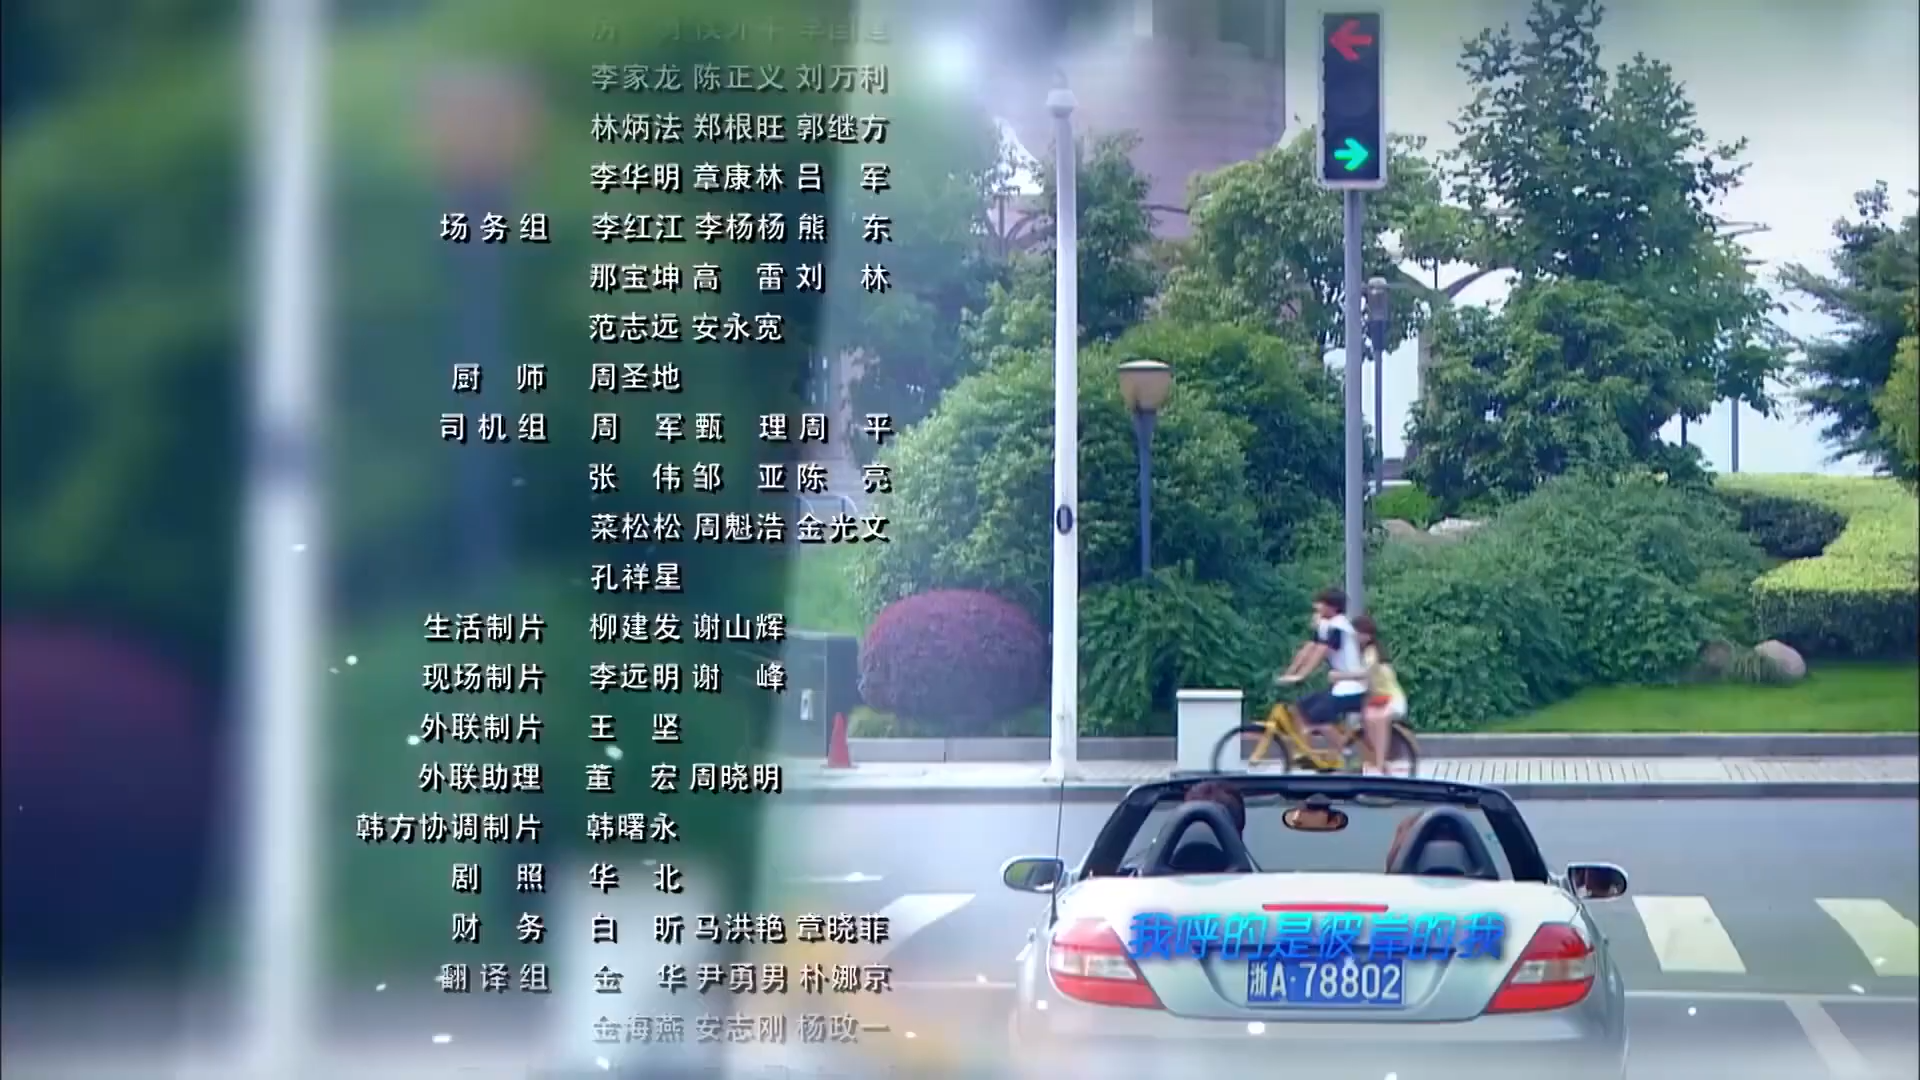 李家龙 陈正义 刘万利
林炳法 郑根旺 郭继方
李华明 章康林 吕 军
场务组 李红江 李杨杨 熊 东
那宝坤 高 雷 刘 林
范志远 安永宽
厨 师 周圣地
司机组 周 军 甄 理 周 平
张 伟 邹 亚 陈 亮
菜松松 周魁浩 金光文
孔祥星
生活制片 柳建发 谢山辉
现场制片 李远明 谢 峰
外联制片 王 坚
外联助理 董 宏 周晓明
韩方协调制片 韩曙永
剧 照 华 北
财 务 白 昕 马洪艳 章晓菲
翻译组 金 华 尹勇男 朴娜京
金海燕 安志刚 杨政一
我呼的是彼岸的我
浙A·78802